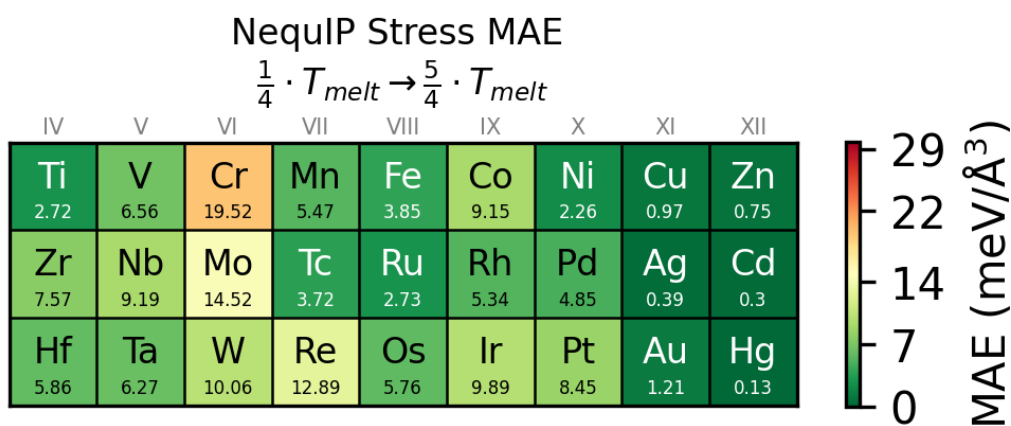 NequIP Stress MAE
1/4 · T_melt → 5/4 · T_melt
IV V VI VII VIII IX X XI XII
Ti V Cr Mn Fe Co Ni Cu Zn
2.72 6.56 19.52 5.47 3.85 9.15 2.26 0.97 0.75
Zr Nb Mo Tc Ru Rh Pd Ag Cd
7.57 9.19 14.52 3.72 2.73 5.34 4.85 0.39 0.3
Hf Ta W Re Os Ir Pt Au Hg
5.86 6.27 10.06 12.89 5.76 9.89 8.45 1.21 0.13
29
22
14
7
0
MAE (meV/Å³)